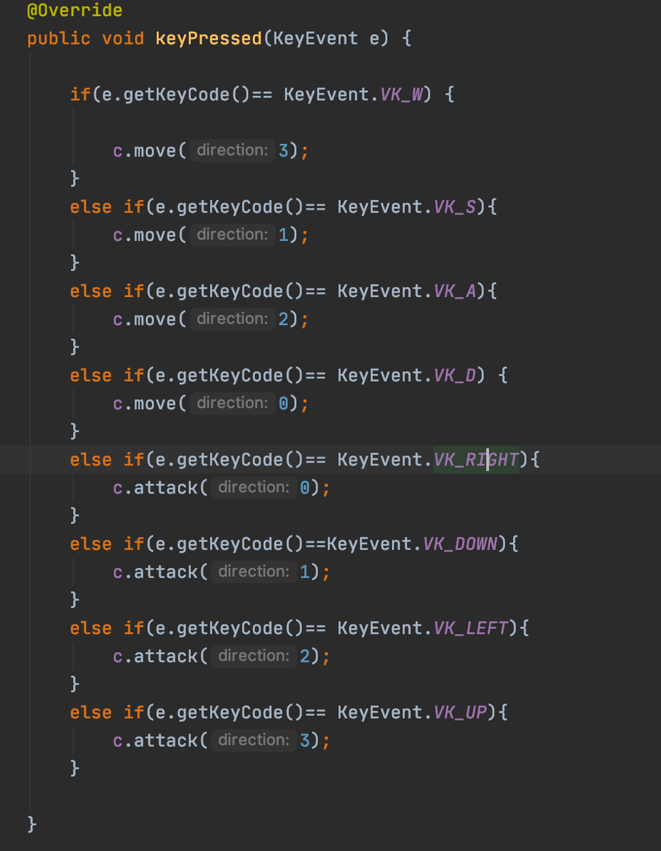 @Override
public void keyPressed(KeyEvent e) {
if(e.getKeyCode()== KeyEvent.VK_W) {
c.move( direction: 3);
}
else if(e.getKeyCode()== KeyEvent.VK_S){
c.move( direction: 1);
}
else if(e.getKeyCode()== KeyEvent.VK_A){
c.move( direction: 2);
}
else if(e.getKeyCode()== KeyEvent.VK_D) {
c.move( direction: 0);
}
else if(e.getKeyCode()== KeyEvent.VK_RIGHT){
c.attack( direction: 0);
}
else if(e.getKeyCode()==KeyEvent.VK_DOWN){
c.attack( direction: 1);
}
else if(e.getKeyCode()== KeyEvent.VK_LEFT){
c.attack( direction: 2);
}
else if(e.getKeyCode()== KeyEvent.VK_UP){
c.attack( direction: 3);
}
}